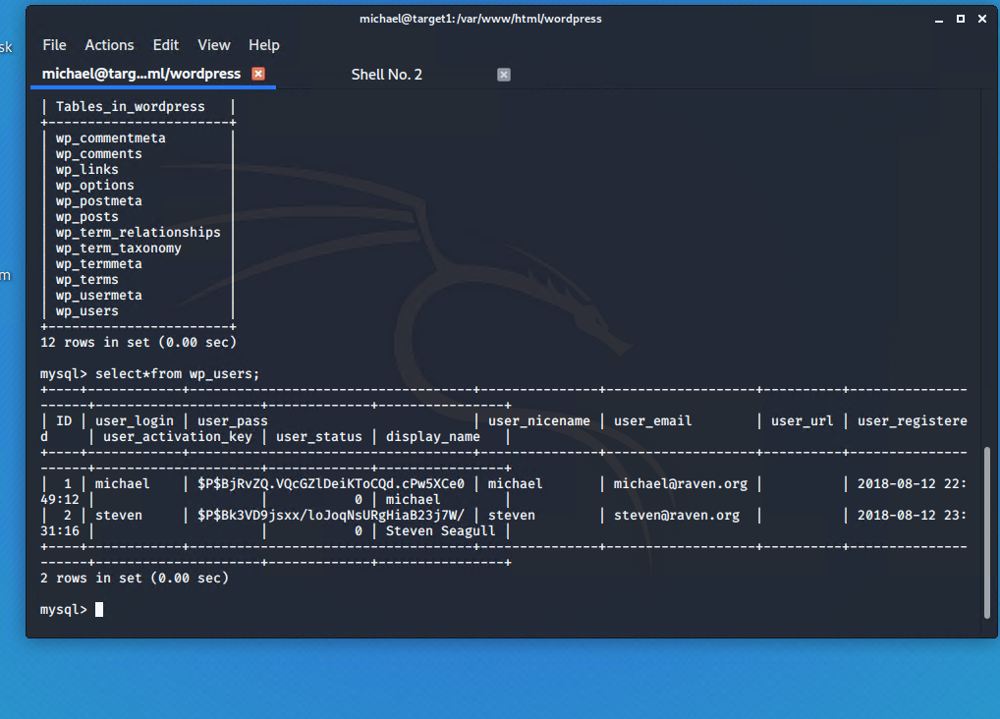 michael@target1:/var/www/html/wordpress
sk
File Actions Edit View Help
michael@targ...ml/wordpress Shell No. 2
| Tables_in_wordpress |
+-----------------------+
| wp_commentmeta |
| wp_comments |
| wp_links |
| wp_options |
| wp_postmeta |
| wp_posts |
| wp_term_relationships |
| wp_term_taxonomy |
m
| wp_termmeta |
| wp_terms |
| wp_usermeta |
| wp_users |
+-----------------------+
12 rows in set (0.00 sec)
mysql> select*from wp_users;
+----+------------+------------------------------------+---------------+------------------+----------+---------------
------+---------------------+-------------+----------------+
| ID | user_login | user_pass | user_nicename | user_email | user_url | user_registere
d | user_activation_key | user_status | display_name |
+----+------------+------------------------------------+---------------+------------------+----------+---------------
------+---------------------+-------------+----------------+
| 1 | michael | $P$BjRvZQ.VQcGZlDeiKToCQd.cPw5XCe0 | michael | michael@raven.org | | 2018-08-12 22:
49:12 | | 0 | michael |
| 2 | steven | $P$Bk3VD9jsxx/loJoqNsURgHiaB23j7W/ | steven | steven@raven.org | | 2018-08-12 23:
31:16 | | 0 | Steven Seagull |
+----+------------+------------------------------------+---------------+------------------+----------+---------------
------+---------------------+-------------+----------------+
2 rows in set (0.00 sec)
mysql>